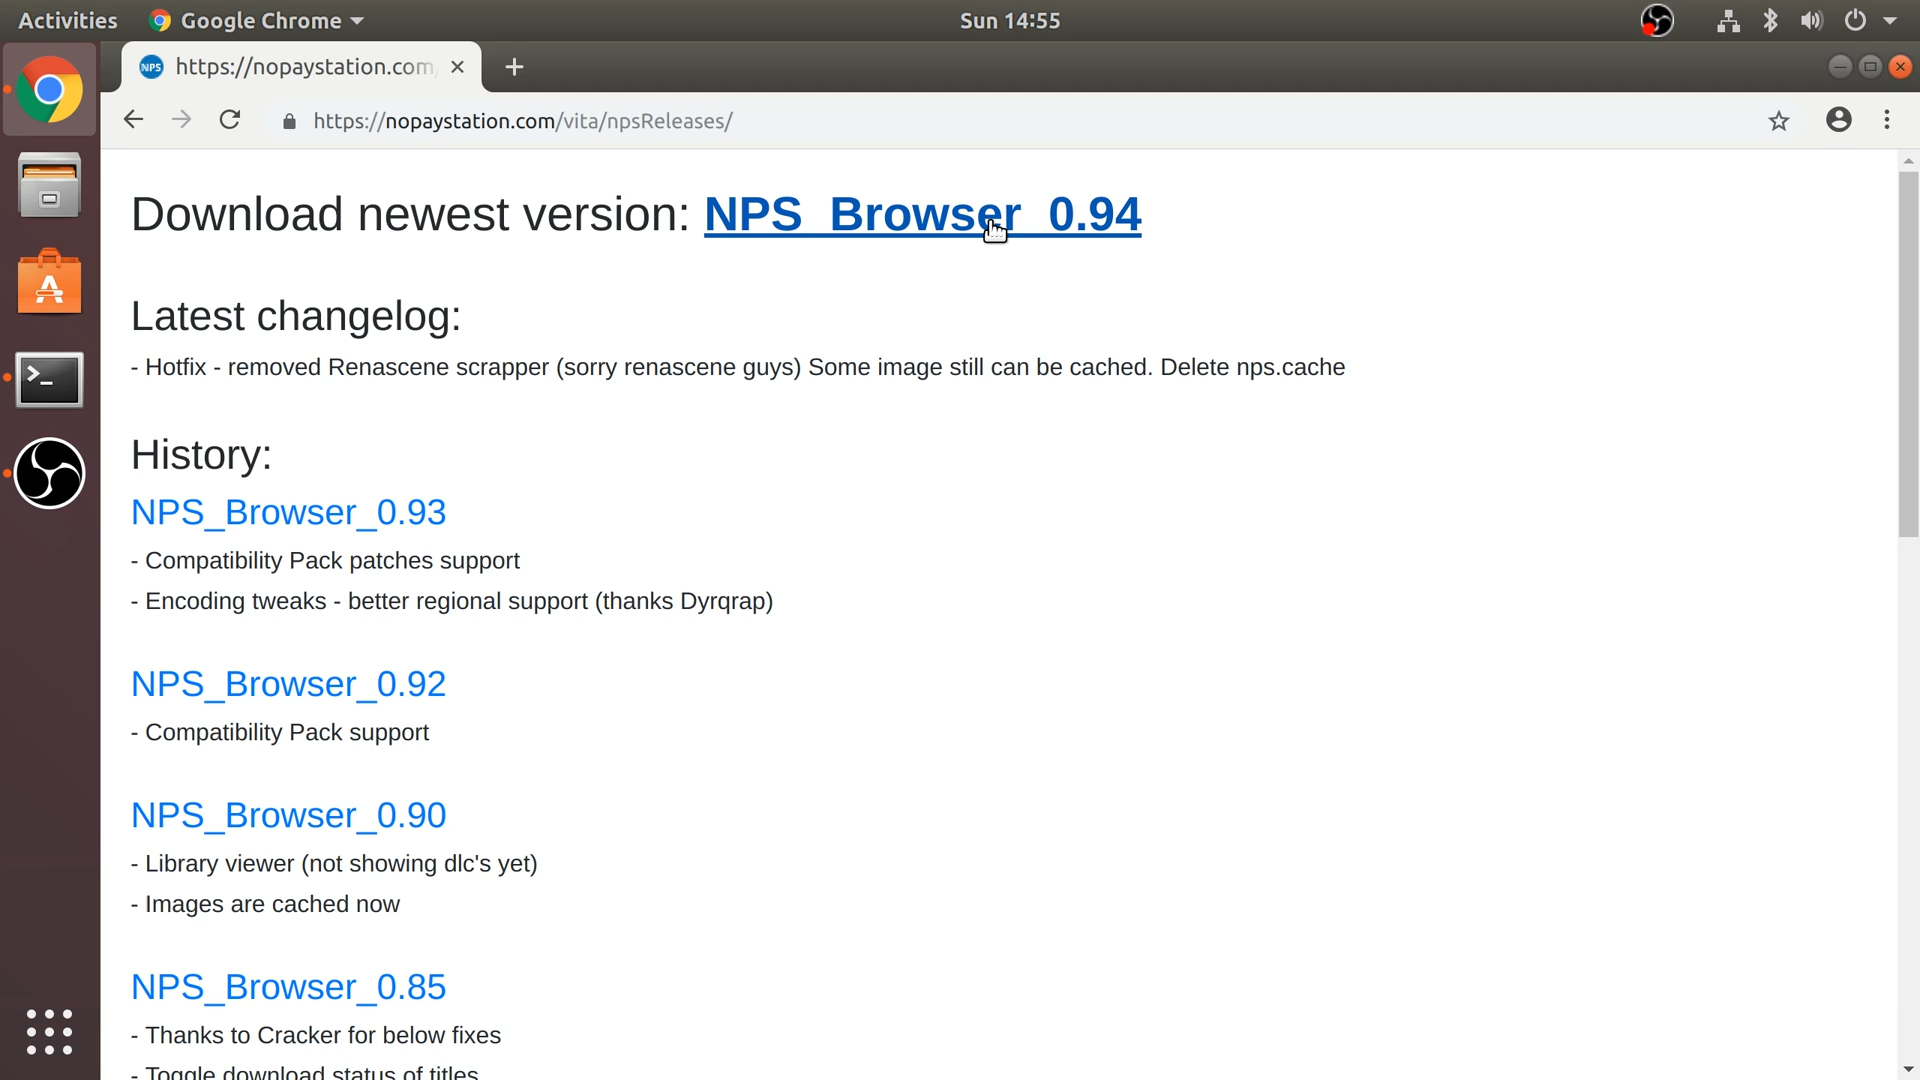 Activities Google Chrome Sun 14:55
NPS https://nopaystation.com/
https://nopaystation.com/vita/npsReleases/
Download newest version: NPS_Browser_0.94
Latest changelog:
- Hotfix - removed Renascene scrapper (sorry renascene guys) Some image still can be cached. Delete nps.cache
History:
NPS_Browser_0.93
- Compatibility Pack patches support
- Encoding tweaks - better regional support (thanks Dyrqrap)
NPS_Browser_0.92
- Compatibility Pack support
NPS_Browser_0.90
- Library viewer (not showing dlc's yet)
- Images are cached now
NPS_Browser_0.85
- Thanks to Cracker for below fixes
- Toggle download status of titles